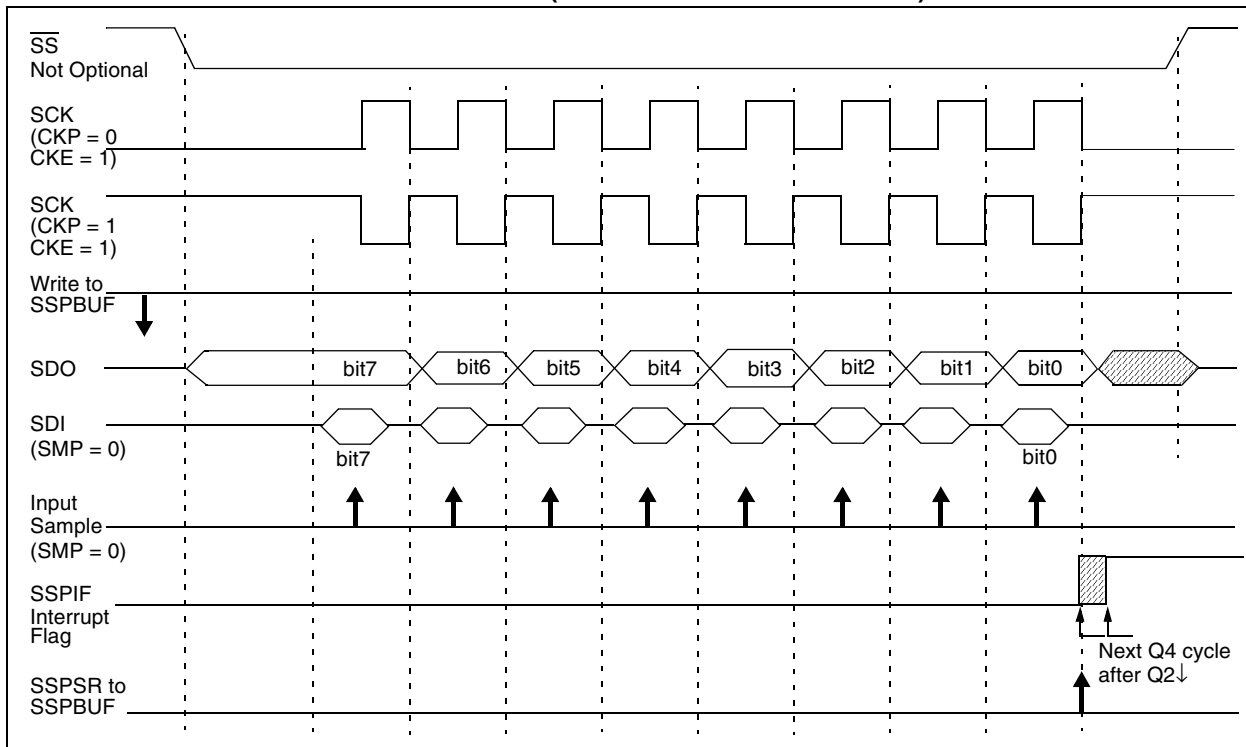 SS
Not Optional
SCK
(CKP = 0
CKE = 1)
SCK
(CKP = 1
CKE = 1)
Write to
SSPBUF
SDO
bit7 bit6 bit5 bit4 bit3 bit2 bit1 bit0
SDI
(SMP = 0)
bit7 bit0
Input
Sample
(SMP = 0)
SSPIF
Interrupt
Flag
Next Q4 cycle
after Q2↓
SSPSR to
SSPBUF